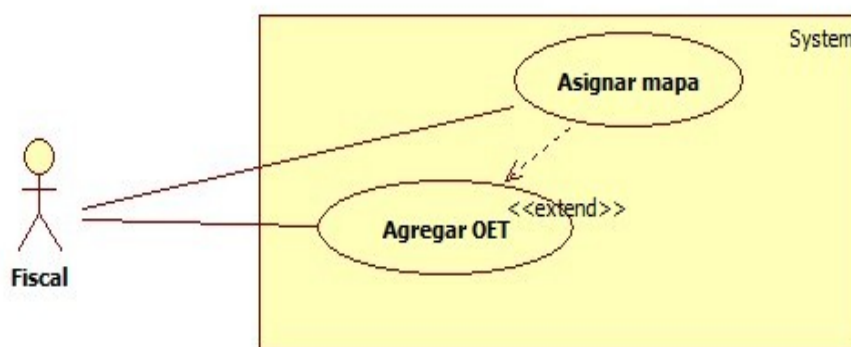 System
Asignar mapa
<<extend>>
Agregar OET
Fiscal